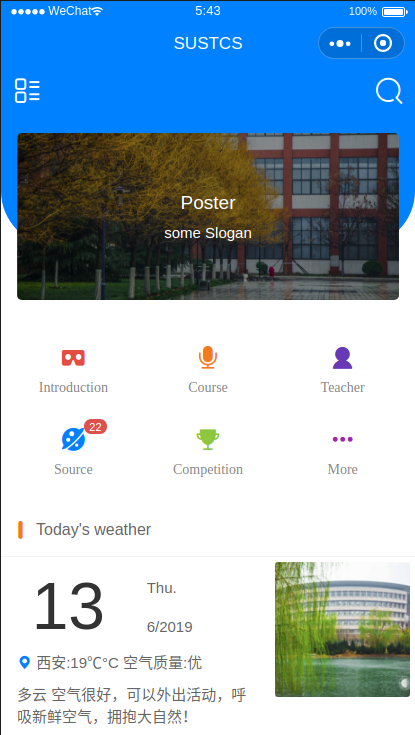 ●●●●● WeChat 5:43 100%
SUSTCS
Poster
some Slogan
Introduction Course Teacher
22
Source Competition More
Today's weather
13 Thu.
6/2019
西安:19℃°C 空气质量:优
多云 空气很好，可以外出活动，呼
吸新鲜空气，拥抱大自然！